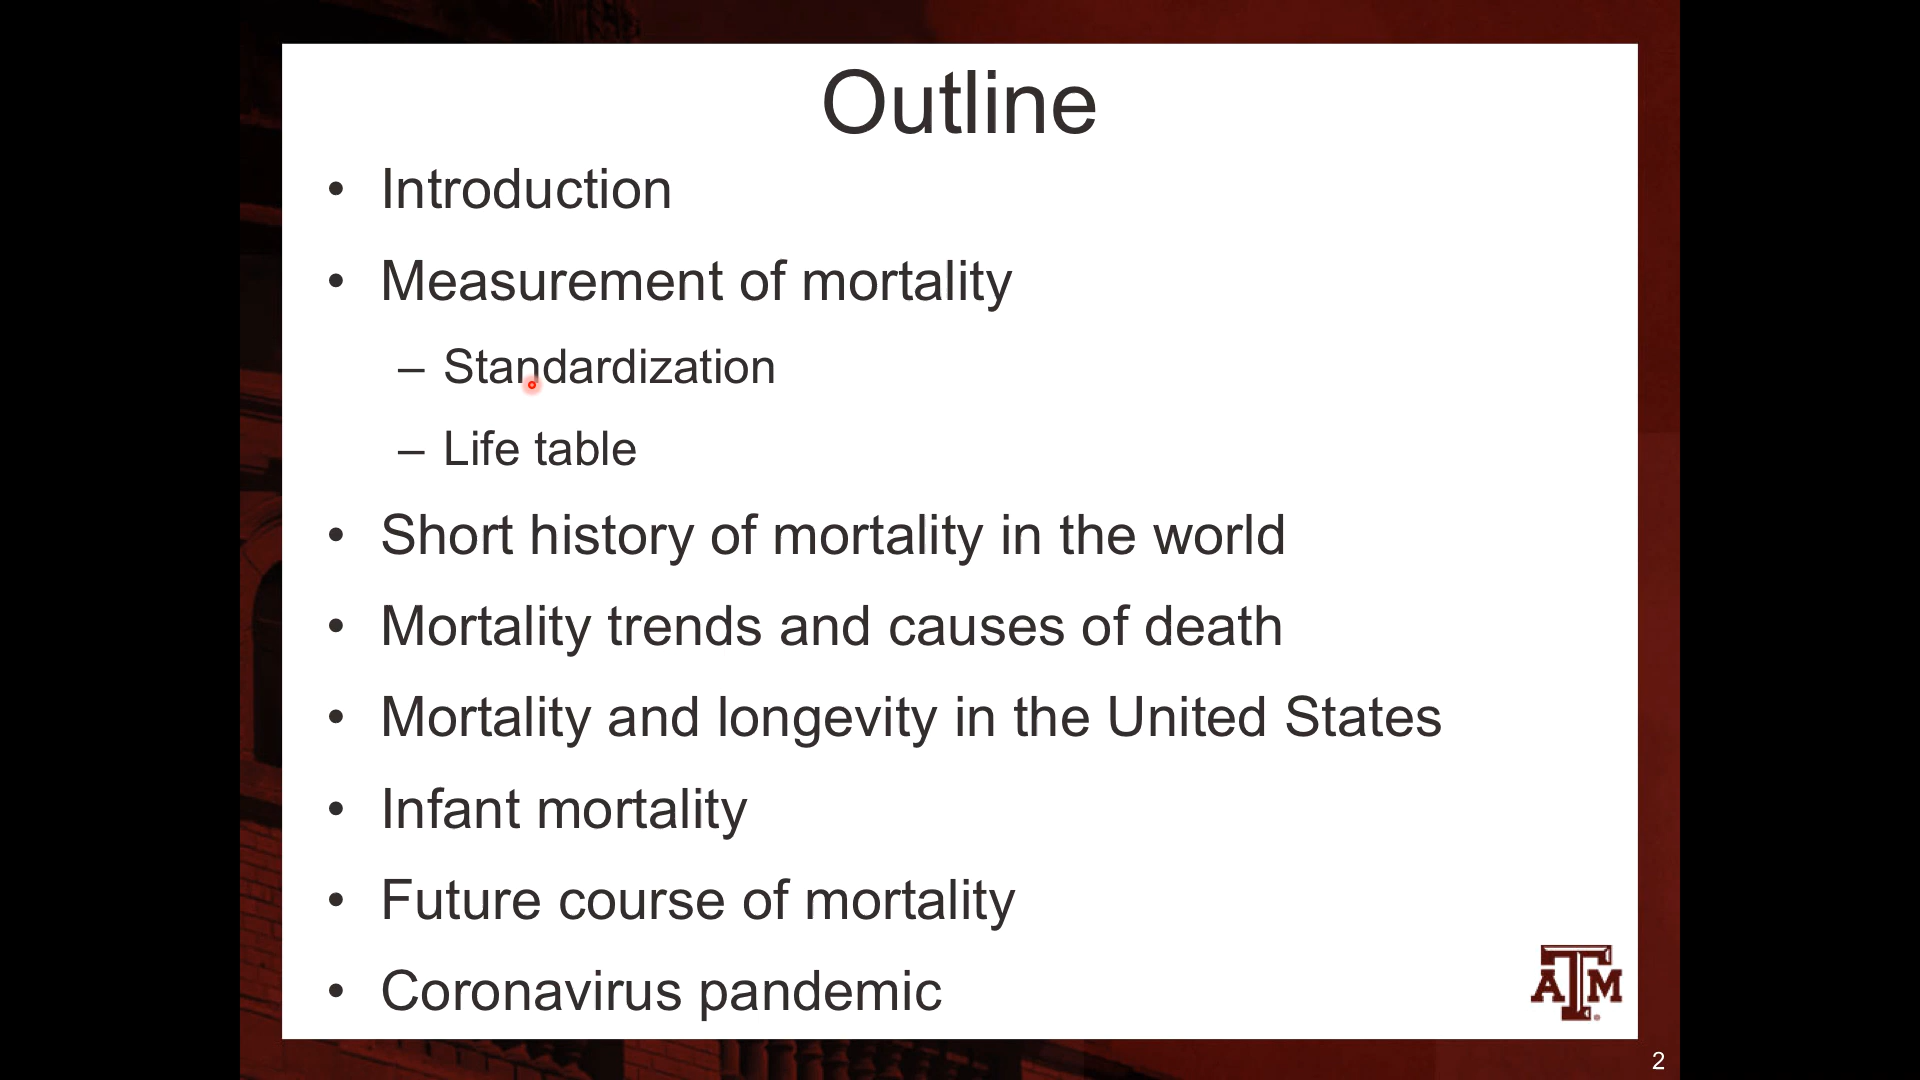 Outline
• Introduction
• Measurement of mortality
– Standardization
– Life table
• Short history of mortality in the world
• Mortality trends and causes of death
• Mortality and longevity in the United States
• Infant mortality
• Future course of mortality
• Coronavirus pandemic
ATM
2